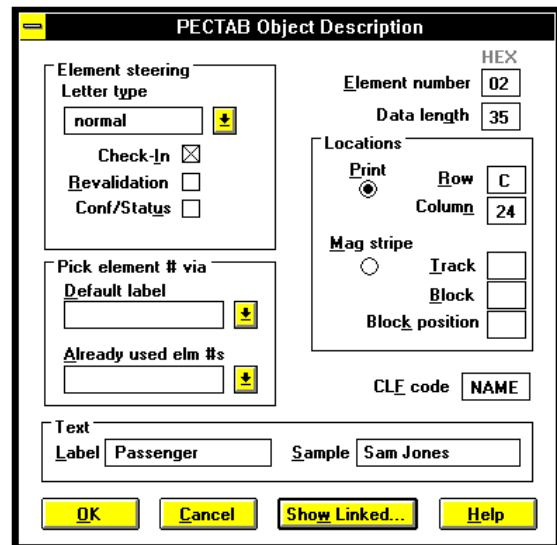 PECTAB Object Description
HEX
Element steering
Letter type
normal
Check-In
Revalidation
Conf/Status
Element number 02
Data length 35
Locations
Print
Row C
Column 24
Mag stripe
Track
Block
Block position
Pick element # via
Default label
Already used elm #s
CLF code NAME
Text
Label Passenger Sample Sam Jones
OK Cancel Show Linked... Help